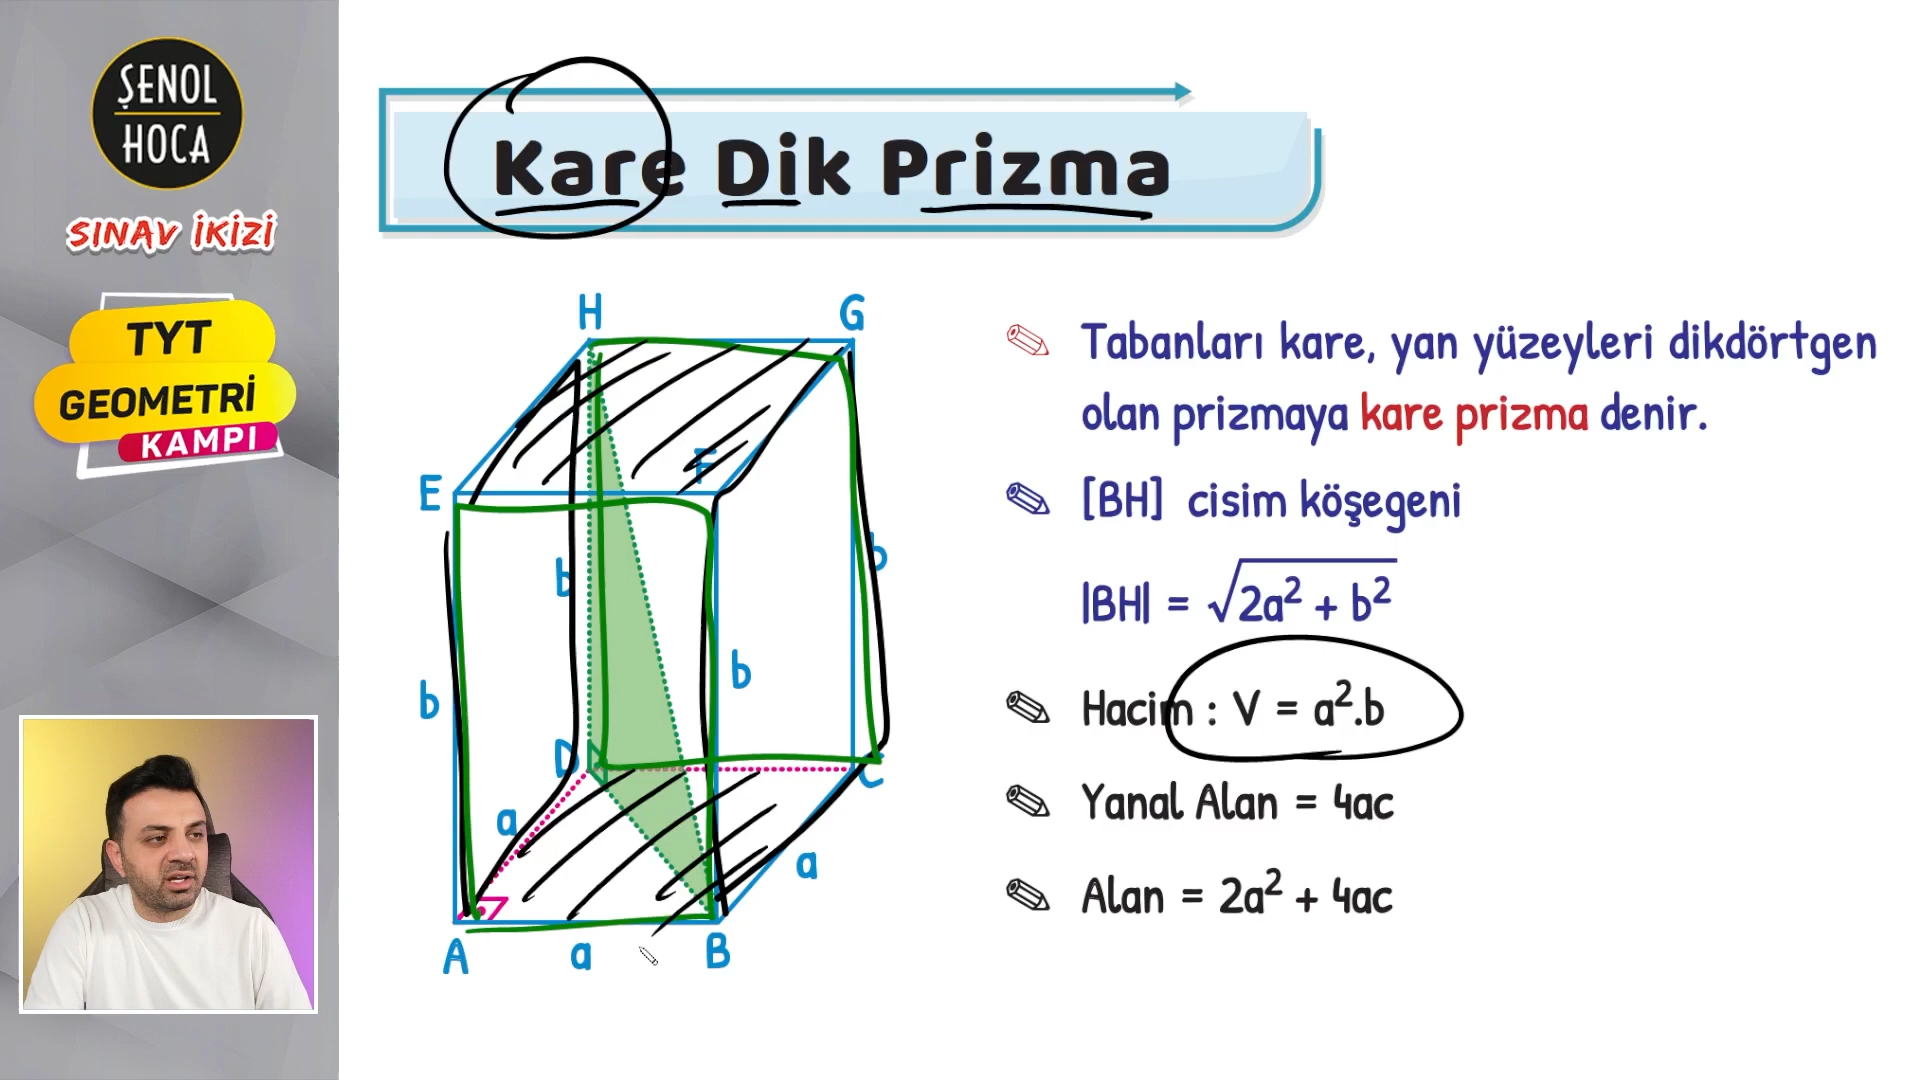 ŞENOL
HOCA
SINAV İKİZİ
TYT
GEOMETRİ
KAMPI
Kare Dik Prizma
H
G
E
F
b
b
b
b
D
C
a
a
A
a
B
Tabanları kare, yan yüzeyleri dikdörtgen
olan prizmaya kare prizma denir.
[BH] cisim köşegeni
|BH| = √2a² + b²
Hacim : V = a².b
Yanal Alan = 4ac
Alan = 2a² + 4ac